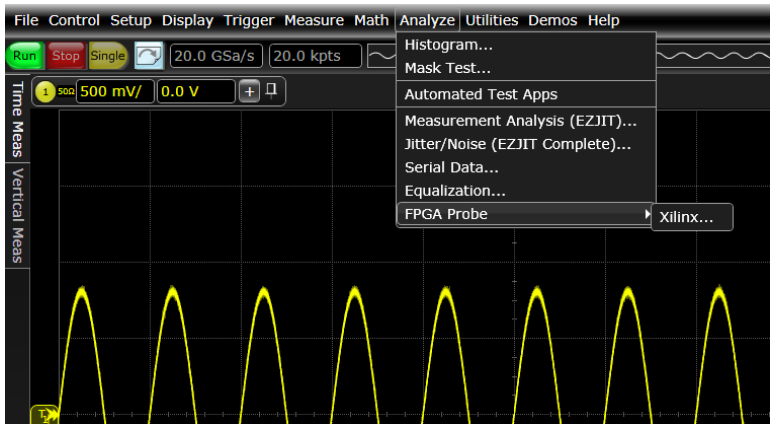 File Control Setup Display Trigger Measure Math Analyze Utilities Demos Help
Run Stop Single 20.0 GSa/s 20.0 kpts
1 50Ω 500 mV/ 0.0 V +
Histogram...
Mask Test...
Automated Test Apps
Measurement Analysis (EZJIT)...
Jitter/Noise (EZJIT Complete)...
Serial Data...
Equalization...
FPGA Probe
Xilinx...
Time Meas
Vertical Meas